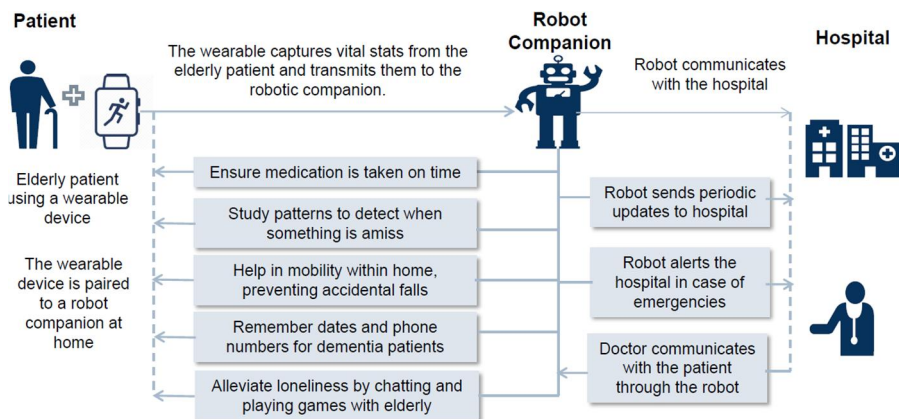 Patient
Robot
Companion
Hospital
The wearable captures vital stats from the
elderly patient and transmits them to the
robotic companion.
Robot communicates
with the hospital
Elderly patient
using a wearable
device
The wearable
device is paired
to a robot
companion at
home
Ensure medication is taken on time
Study patterns to detect when
something is amiss
Help in mobility within home,
preventing accidental falls
Remember dates and phone
numbers for dementia patients
Alleviate loneliness by chatting and
playing games with elderly
Robot sends periodic
updates to hospital
Robot alerts the
hospital in case of
emergencies
Doctor communicates
with the patient
through the robot